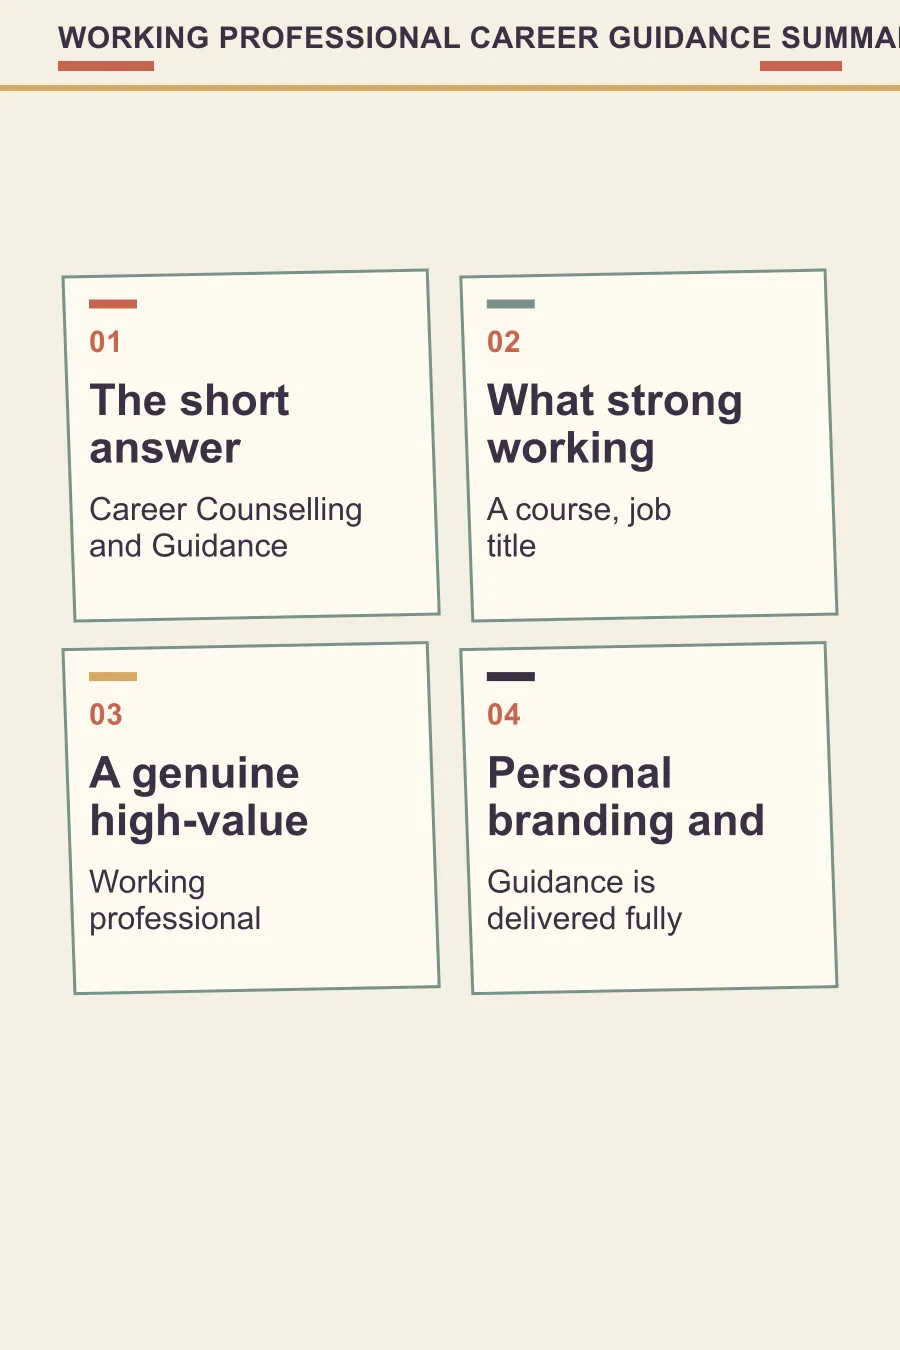 WORKING PROFESSIONAL CAREER GUIDANCE SUMMA
01
The short
answer
Career Counselling
and Guidance
02
What strong
working
A course, job
title
03
A genuine
high-value
Working
professional
04
Personal
branding and
Guidance is
delivered fully